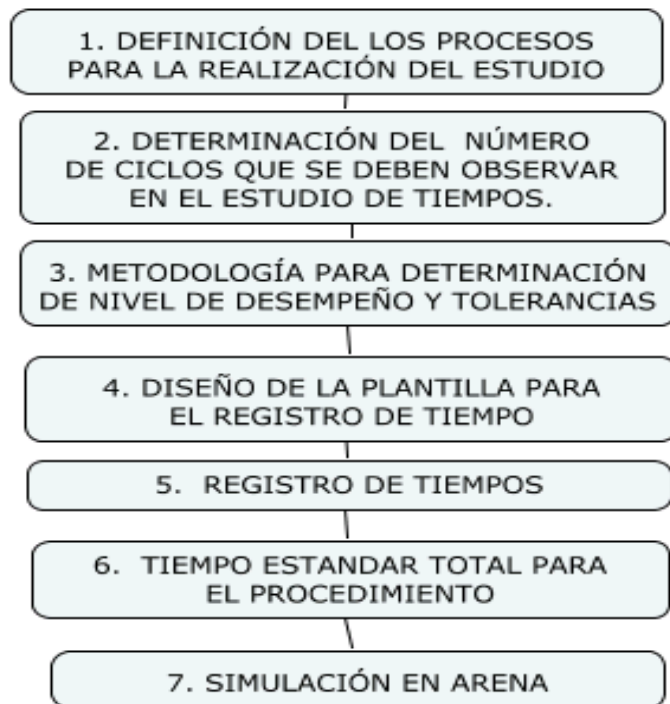 1. DEFINICIÓN DEL LOS PROCESOS
PARA LA REALIZACIÓN DEL ESTUDIO
2. DETERMINACIÓN DEL NÚMERO
DE CICLOS QUE SE DEBEN OBSERVAR
EN EL ESTUDIO DE TIEMPOS.
3. METODOLOGÍA PARA DETERMINACIÓN
DE NIVEL DE DESEMPEÑO Y TOLERANCIAS
4. DISEÑO DE LA PLANTILLA PARA
EL REGISTRO DE TIEMPO
5. REGISTRO DE TIEMPOS
6. TIEMPO ESTANDAR TOTAL PARA
EL PROCEDIMIENTO
7. SIMULACIÓN EN ARENA